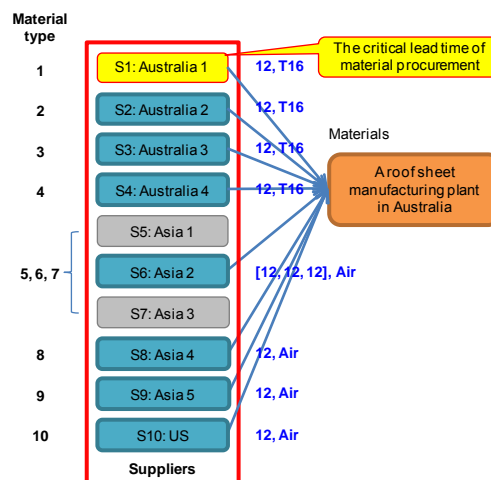 Material
type
S1: Australia 1
The critical lead time of
material procurement
1
12, T16
2
S2: Australia 2
12, T16
Materials
3
S3: Australia 3
12, T16
4
S4: Australia 4
12, T16
A roof sheet
manufacturing plant
in Australia
S5: Asia 1
5, 6, 7
S6: Asia 2
[12, 12, 12], Air
S7: Asia 3
8
S8: Asia 4
12, Air
9
S9: Asia 5
12, Air
10
S10: US
12, Air
Suppliers